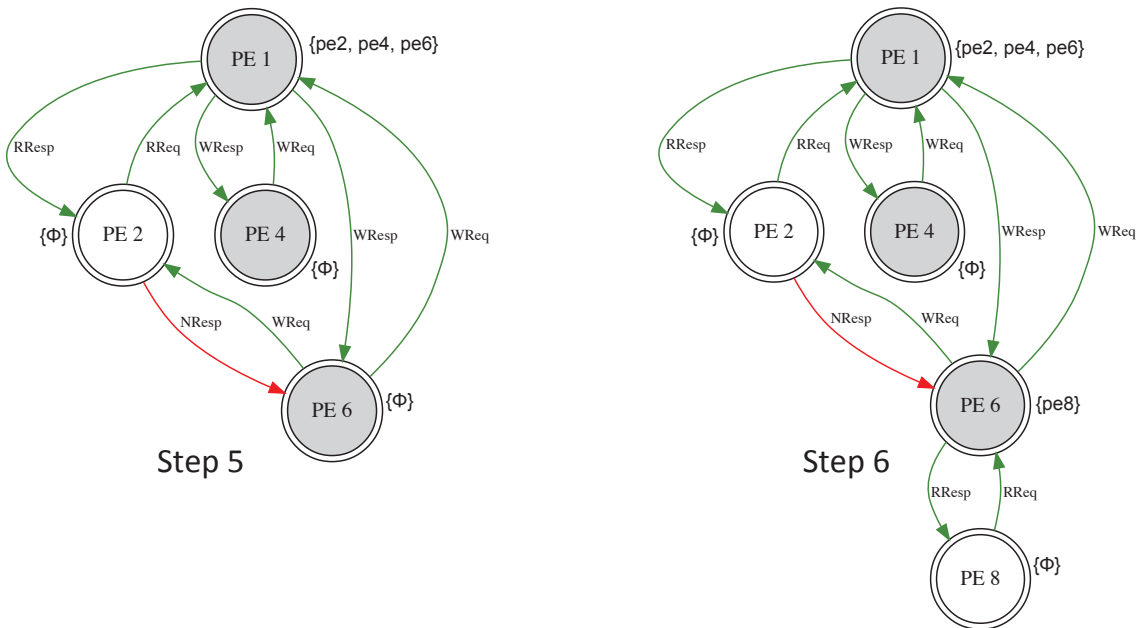 PE 1
{pe2, pe4, pe6}
RResp
RReq
WResp
WReq
{Φ}
PE 2
PE 4
{Φ}
WResp
WReq
NResp
WReq
PE 6
{Φ}
Step 5
PE 1
{pe2, pe4, pe6}
RResp
RReq
WResp
WReq
{Φ}
PE 2
PE 4
{Φ}
WResp
WReq
NResp
WReq
PE 6
{pe8}
Step 6
RResp
RReq
PE 8
{Φ}